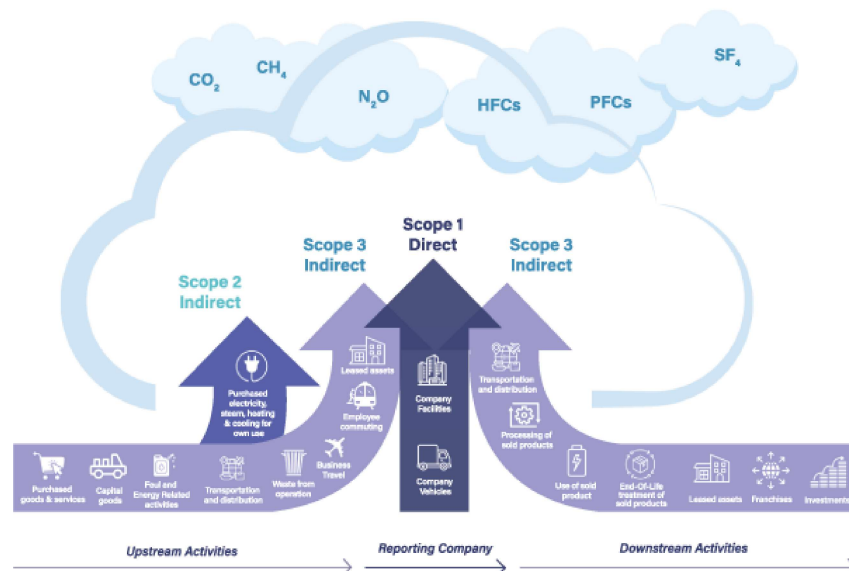 CO₂
CH₄
N₂O
HFCs
PFCs
SF₄
Scope 1
Direct
Scope 3
Indirect
Scope 3
Indirect
Scope 2
Indirect
Purchased
electricity,
steam, heating
& cooling for
own use
Leased assets
Employee
commuting
Business
Travel
Waste from
operation
Transportation
and distribution
Foul and
Energy Related
activities
Capital
goods
Purchased
goods & services
Company
Facilities
Company
Vehicles
Transportation
and distribution
Processing of
sold products
Use of sold
product
End-Of-Life
treatment of
sold products
Leased assets
Franchises
Investments
Upstream Activities
Reporting Company
Downstream Activities